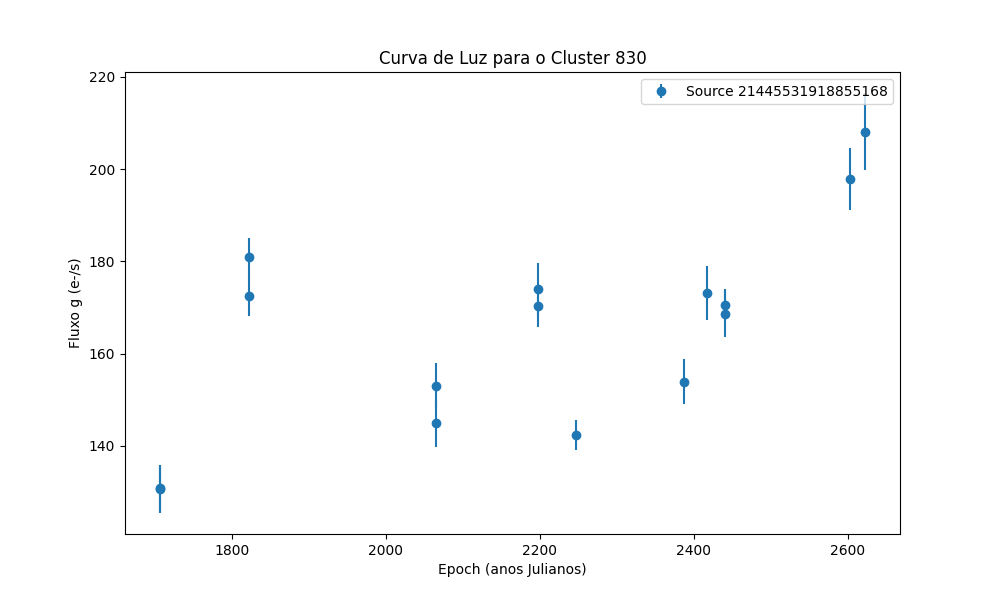 Curva de Luz para o Cluster 830
Source 21445531918855168
Fluxo g (e-/s)
220
200
180
160
140
1800
2000
2200
2400
2600
Epoch (anos Julianos)